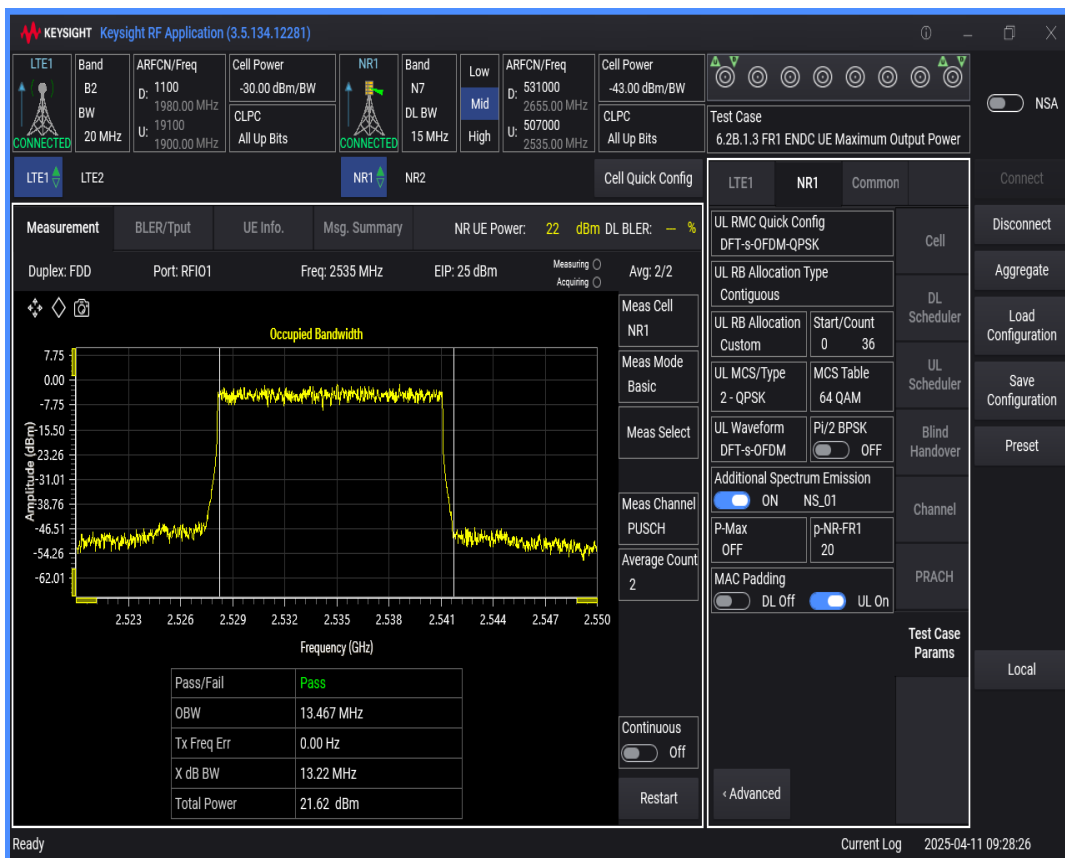 KEYSIGHT Keysight RF Application (3.5.134.12281)
LTE1
CONNECTED
Band
B2
BW
20 MHz
ARFCN/Freq
D: 1100
1980.00 MHz
U: 19100
1900.00 MHz
Cell Power
-30.00 dBm/BW
CLPC
All Up Bits
NR1
CONNECTED
Band
N7
DL BW
15 MHz
Low
Mid
High
ARFCN/Freq
D: 531000
2655.00 MHz
U: 507000
2535.00 MHz
Cell Power
-43.00 dBm/BW
CLPC
All Up Bits
Test Case
6.2B.1.3 FR1 ENDC UE Maximum Output Power
NSA
LTE1 LTE2 NR1 NR2 Cell Quick Config
Measurement BLER/Tput UE Info. Msg. Summary NR UE Power: 22 dBm DL BLER: -- %
Duplex: FDD Port: RFIO1 Freq: 2535 MHz EIP: 25 dBm Measuring Avg: 2/2
Acquiring
Occupied Bandwidth
Amplitude (dBm)
7.75
0.00
-7.75
-15.50
-23.26
-31.01
-38.76
-46.51
-54.26
-62.01
2.523 2.526 2.529 2.532 2.535 2.538 2.541 2.544 2.547 2.550
Frequency (GHz)
Pass/Fail Pass
OBW 13.467 MHz
Tx Freq Err 0.00 Hz
X dB BW 13.22 MHz
Total Power 21.62 dBm
Meas Cell
NR1
Meas Mode
Basic
Meas Select
Meas Channel
PUSCH
Average Count
2
Continuous
Off
Restart
LTE1 NR1 Common
UL RMC Quick Config
DFT-s-OFDM-QPSK
UL RB Allocation Type
Contiguous
UL RB Allocation
Custom
Start/Count
0 36
UL MCS/Type
2 - QPSK
MCS Table
64 QAM
UL Waveform
DFT-s-OFDM
Pi/2 BPSK
OFF
Additional Spectrum Emission
ON NS_01
P-Max
OFF
p-NR-FR1
20
MAC Padding
DL Off UL On
‹ Advanced
Cell
DL
Scheduler
UL
Scheduler
Blind
Handover
Channel
PRACH
Test Case
Params
Connect
Disconnect
Aggregate
Load
Configuration
Save
Configuration
Preset
Local
Ready Current Log 2025-04-11 09:28:26